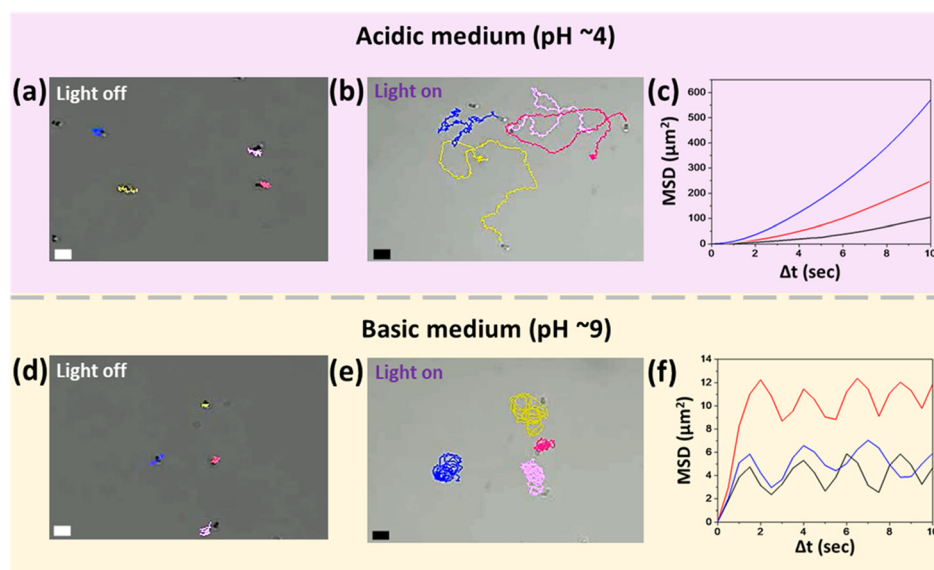 Acidic medium (pH ~4)
(a) Light off
(b) Light on
(c)
MSD (µm²)
600
500
400
300
200
100
0
0 2 4 6 8 10
Δt (sec)
Basic medium (pH ~9)
(d) Light off
(e) Light on
(f)
MSD (µm²)
14
12
10
8
6
4
2
0
0 2 4 6 8 10
Δt (sec)